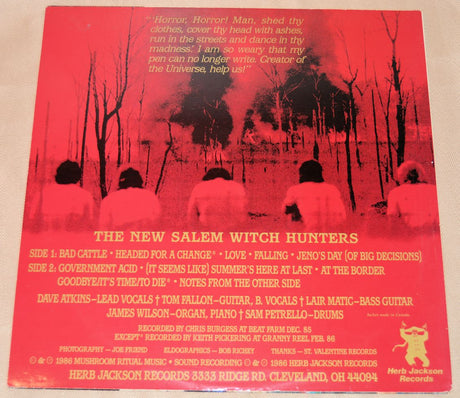 "'Horror, Horror! Man, shed thy
clothes, cover thy head with ashes,
run in the streets and dance in thy
madness.' I am so weary that my
pen can no longer write. Creator of
the Universe, help us!"
THE NEW SALEM WITCH HUNTERS
SIDE 1: BAD CATTLE • HEADED FOR A CHANGE* • LOVE • FALLING • JENO'S DAY (OF BIG DECISIONS)
SIDE 2: GOVERNMENT ACID • (IT SEEMS LIKE) SUMMER'S HERE AT LAST • AT THE BORDER
GOODBYE/IT'S TIME/TO DIE* • NOTES FROM THE OTHER SIDE
DAVE ATKINS—LEAD VOCALS † TOM FALLON-GUITAR, B. VOCALS † LAIR MATIC-BASS GUITAR
JAMES WILSON-ORGAN, PIANO † SAM PETRELLO-DRUMS
Jacket made in Canada
RECORDED BY CHRIS BURGESS AT BEAT FARM DEC. 85
EXCEPT* RECORDED BY KEITH PICKERING AT GRANNY REEL FEB. 86
PHOTOGRAPHY — JOE FRIEND ELDOGRAPHICS — BOB RICHEY THANKS — ST. VALENTINE RECORDS
℗ & © 1986 MUSHROOM RITUAL MUSIC • SOUND RECORDING ℗ & © 1986 HERB JACKSON RECORDS
HERB JACKSON RECORDS 3333 RIDGE RD. CLEVELAND, OH 44094
Herb Jackson
Records